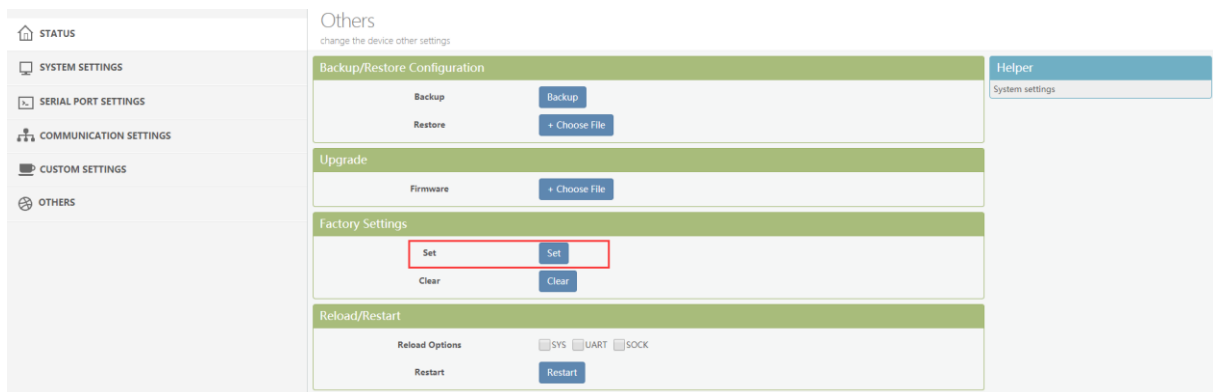 STATUS
SYSTEM SETTINGS
SERIAL PORT SETTINGS
COMMUNICATION SETTINGS
CUSTOM SETTINGS
OTHERS
Others
change the device other settings
Backup/Restore Configuration
Backup Backup
Restore + Choose File
Upgrade
Firmware + Choose File
Factory Settings
Set Set
Clear Clear
Reload/Restart
Reload Options SYS UART SOCK
Restart Restart
Helper
System settings